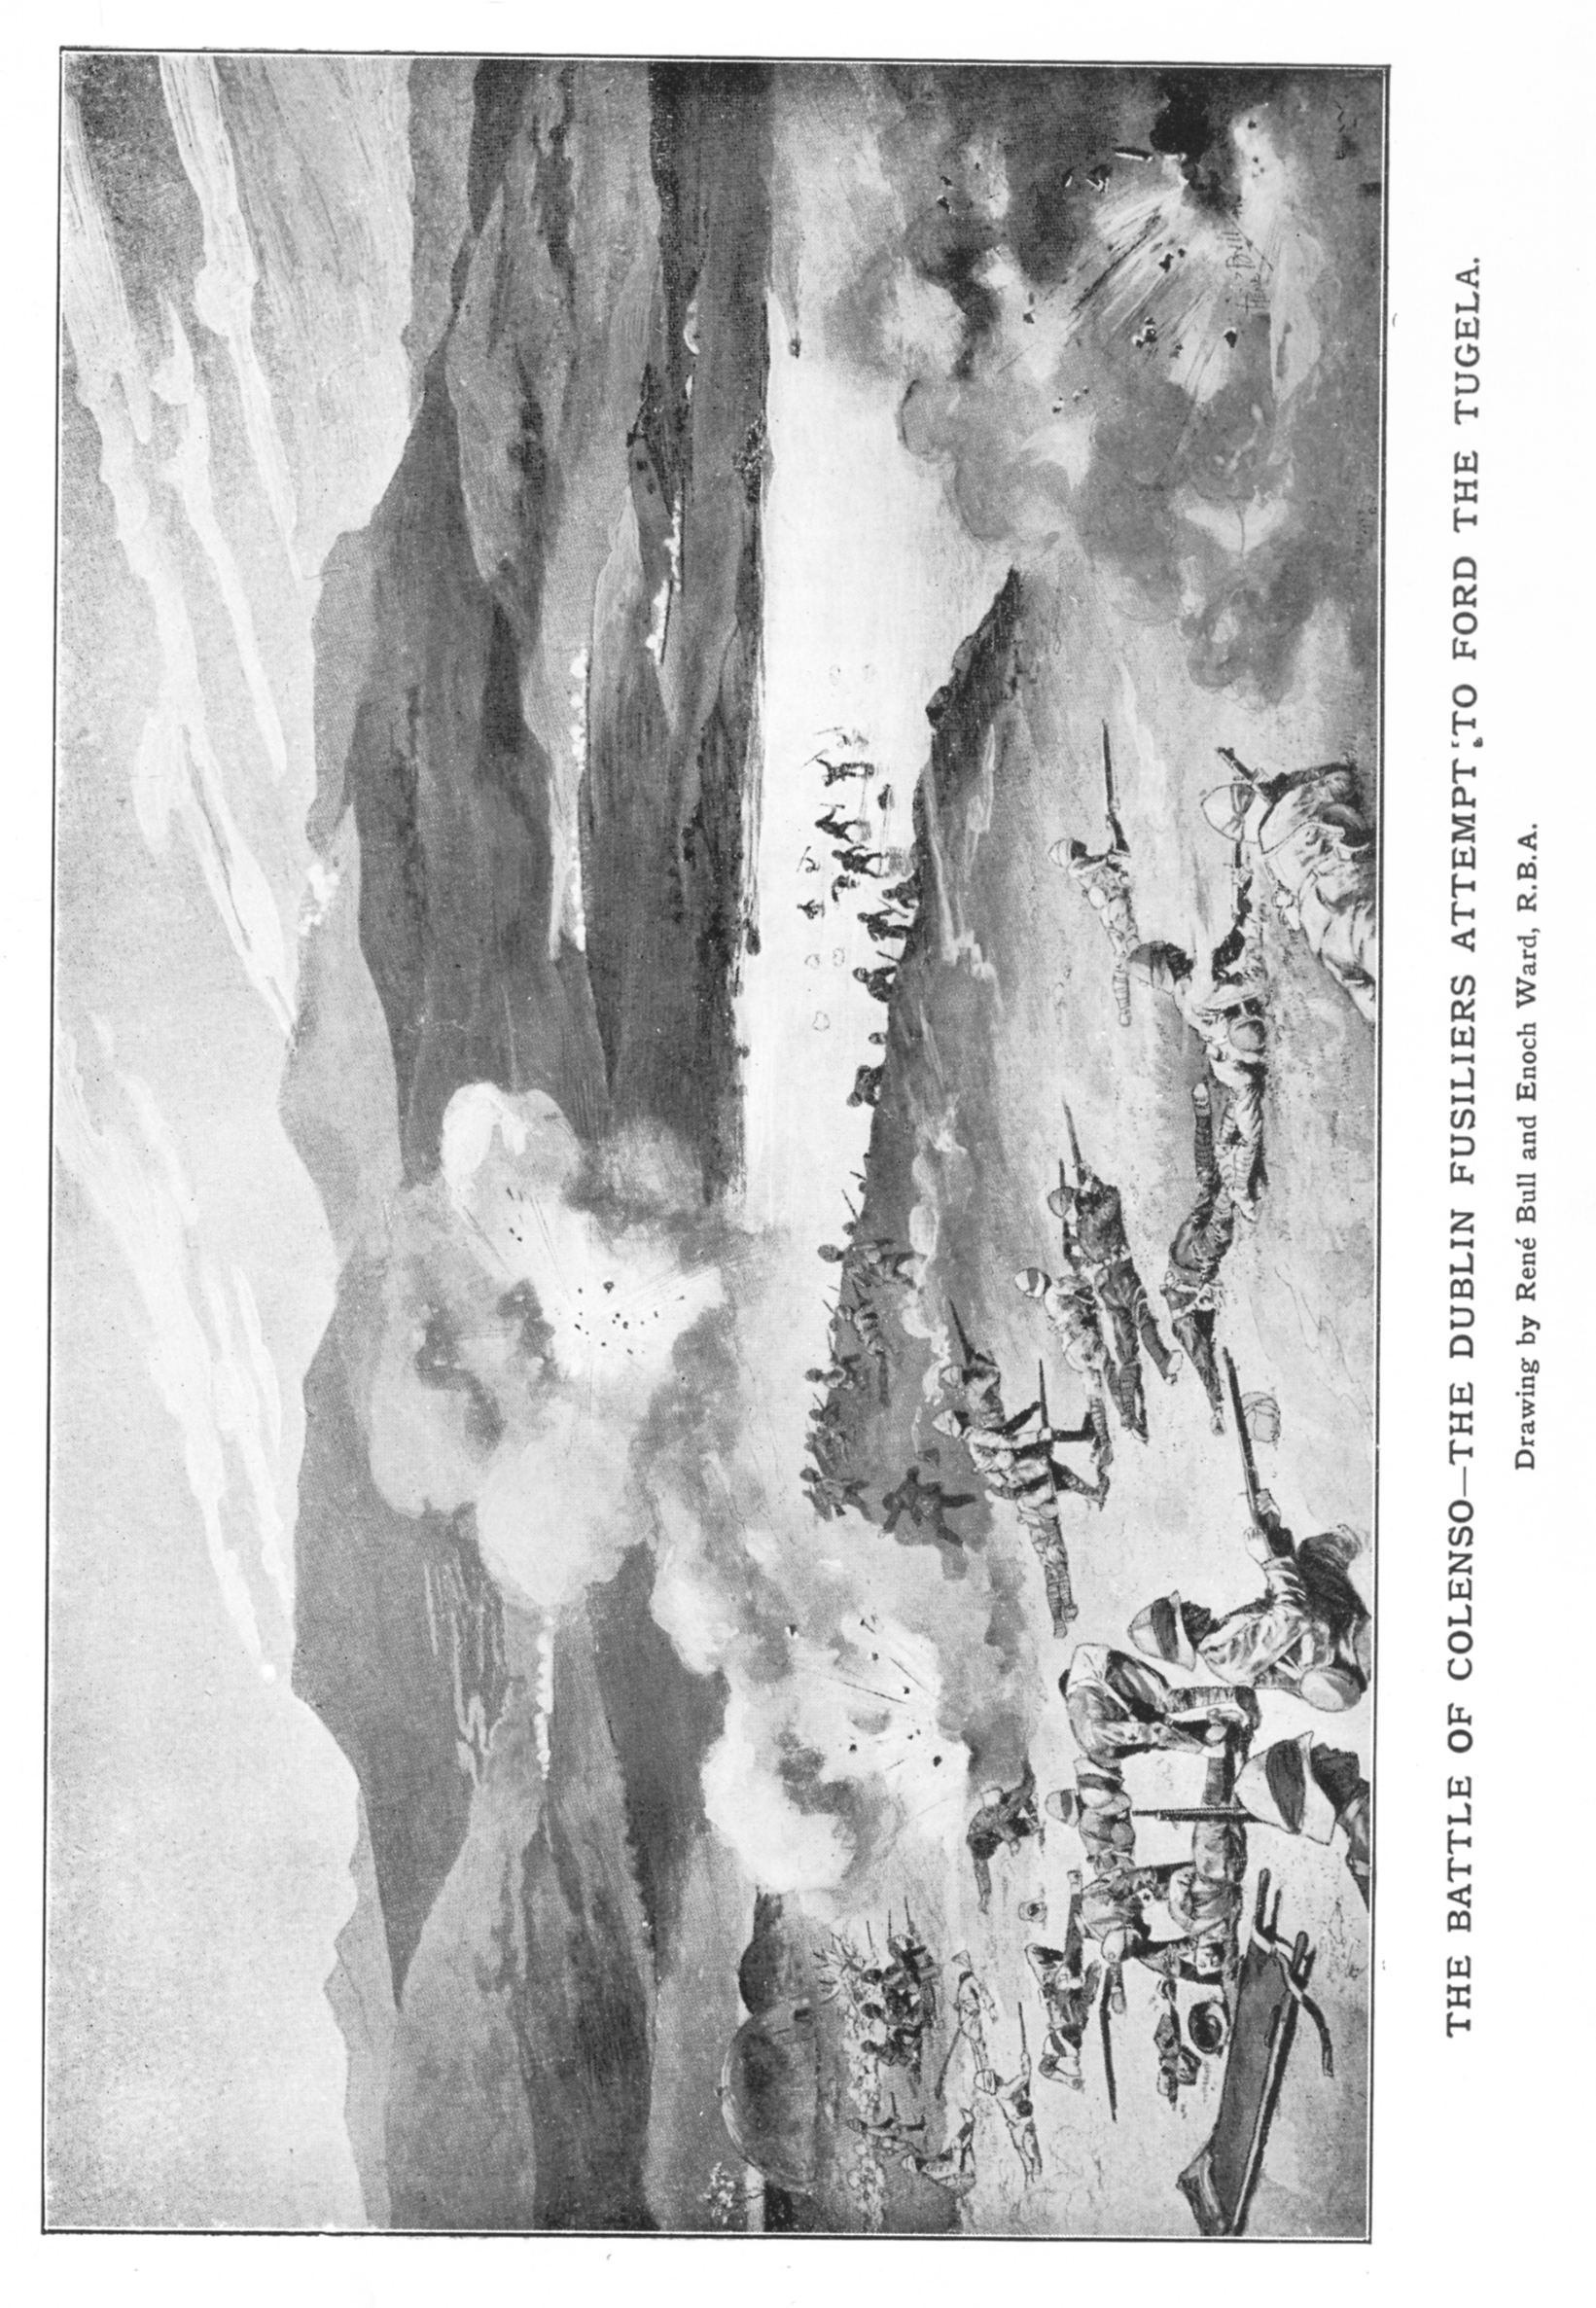 THE BATTLE OF COLENSO—THE DUBLIN FUSILIERS ATTEMPT TO FORD THE TUGELA.
Drawing by René Bull and Enoch Ward, R.B.A.